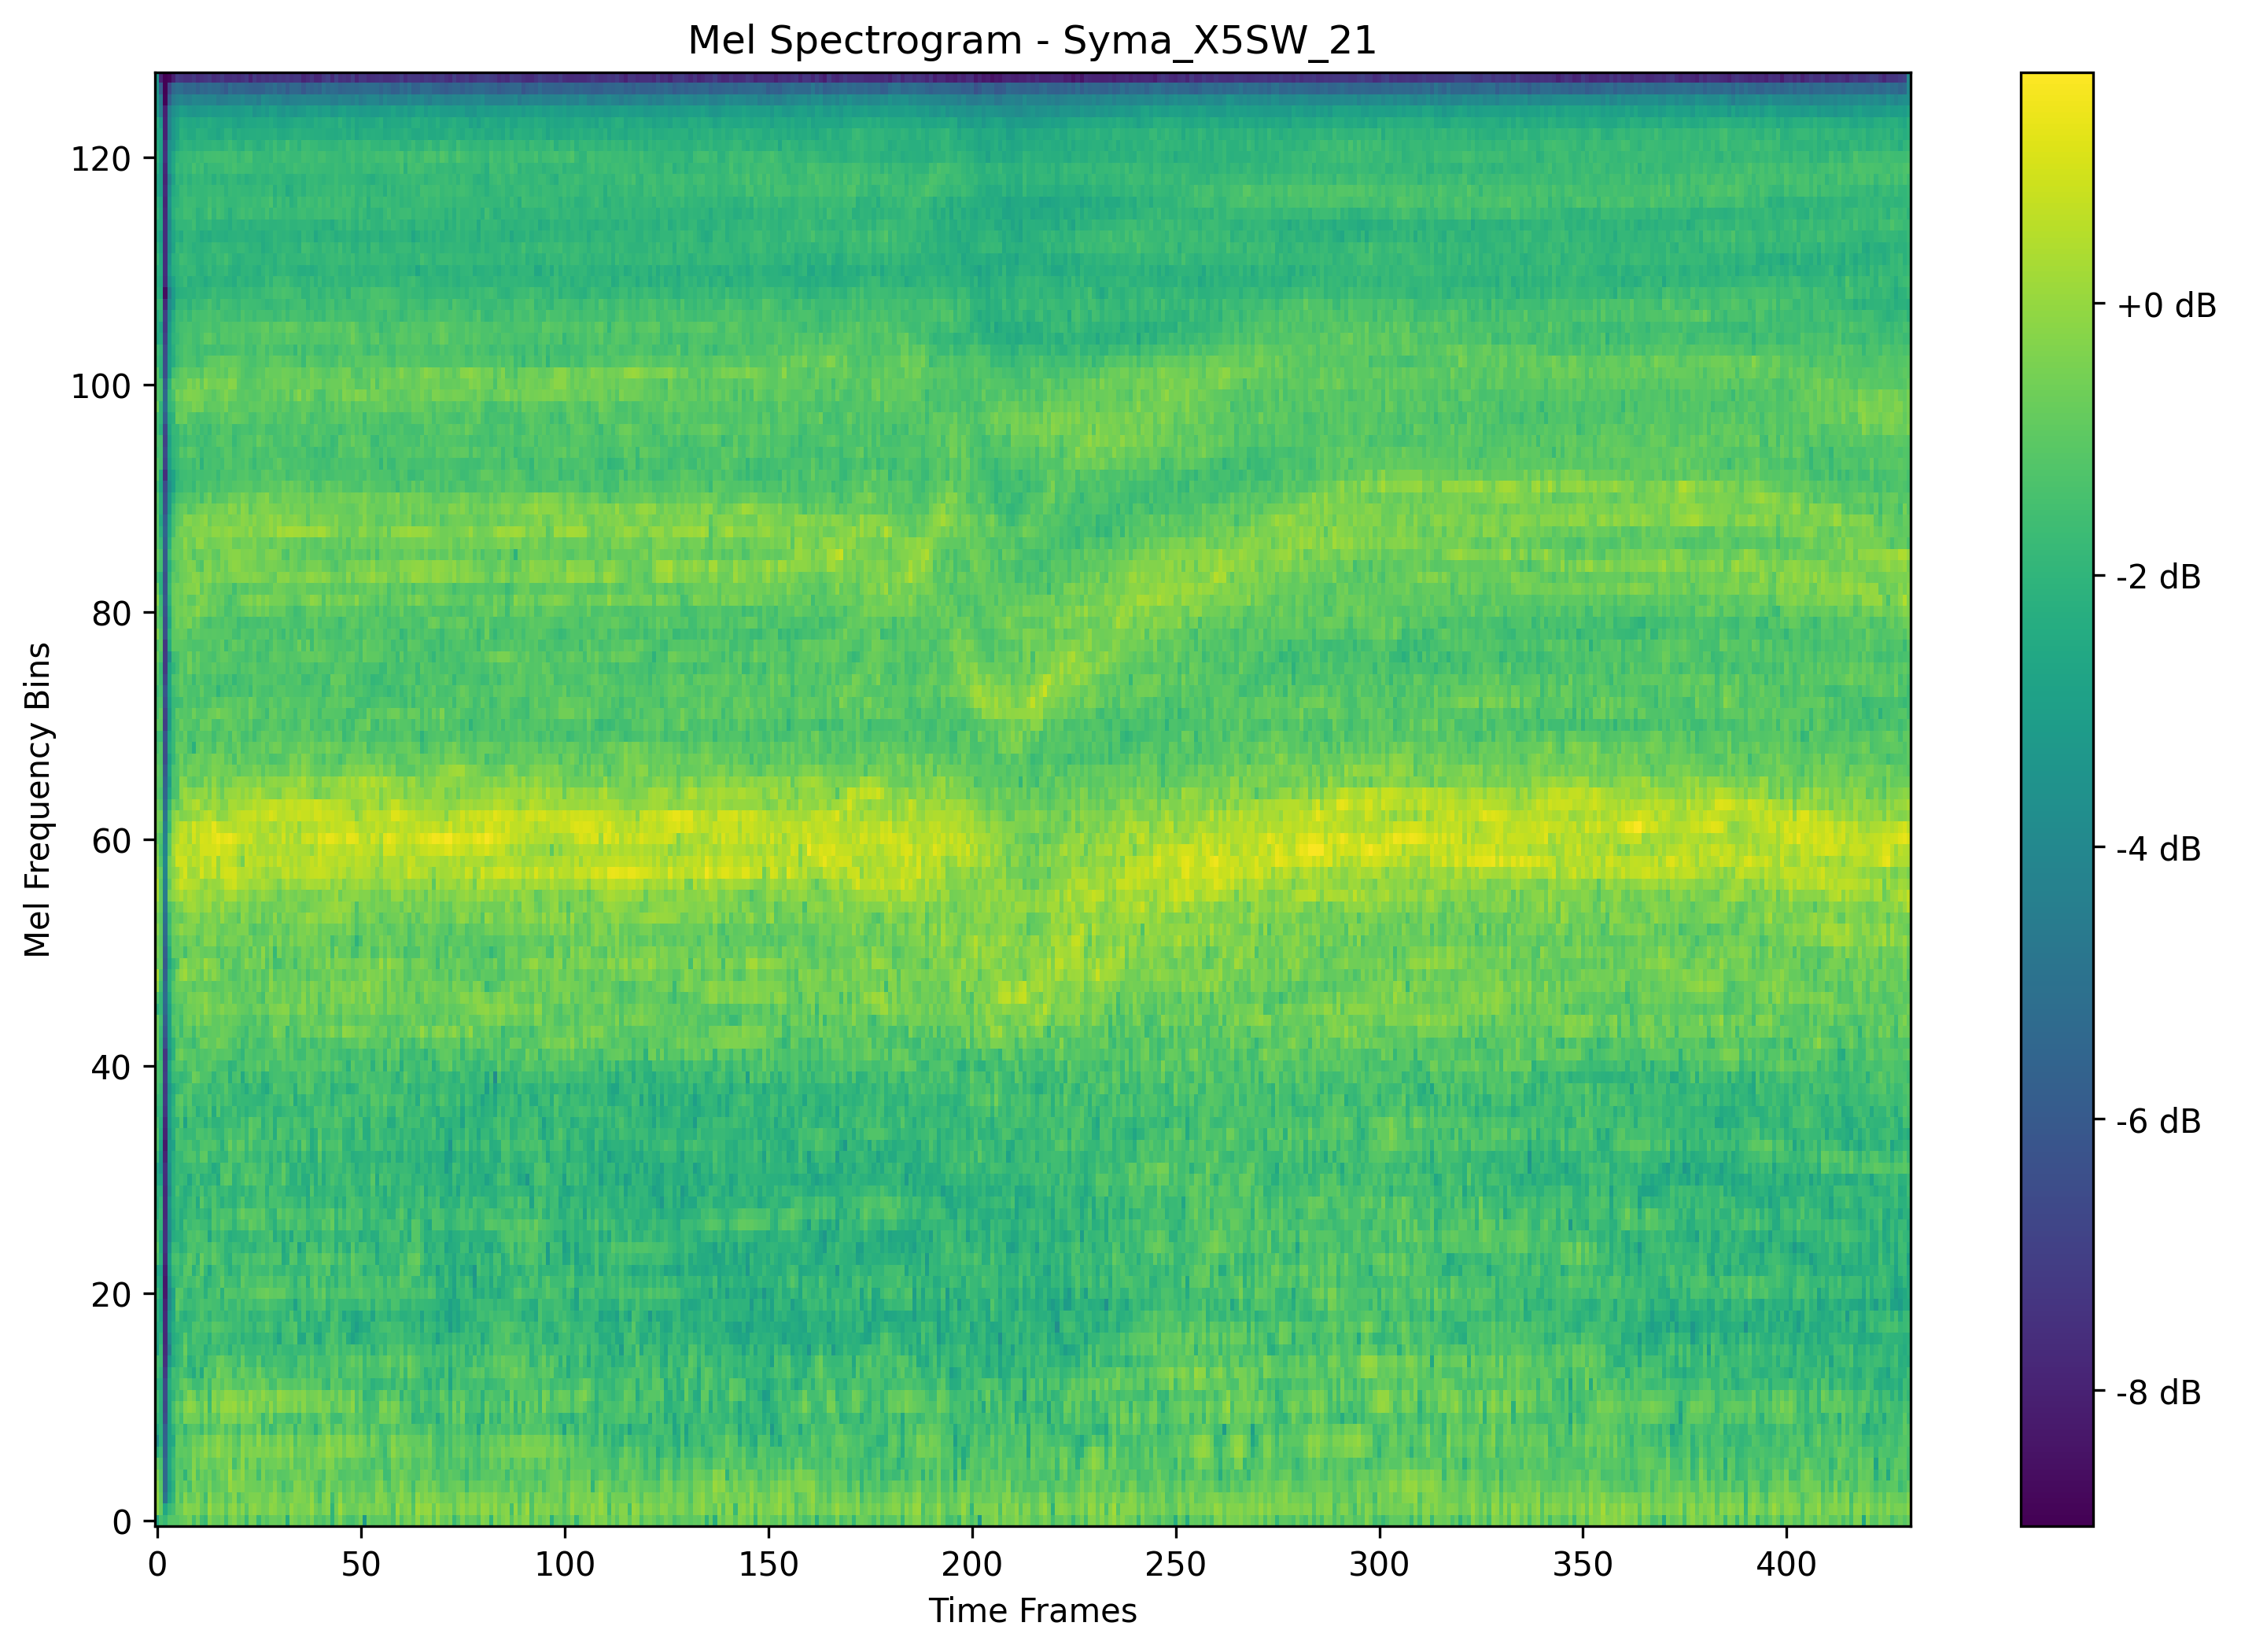 Mel Spectrogram - Syma_X5SW_21
120
100
80
60
40
20
0
Mel Frequency Bins
0 50 100 150 200 250 300 350 400
Time Frames
+0 dB
-2 dB
-4 dB
-6 dB
-8 dB